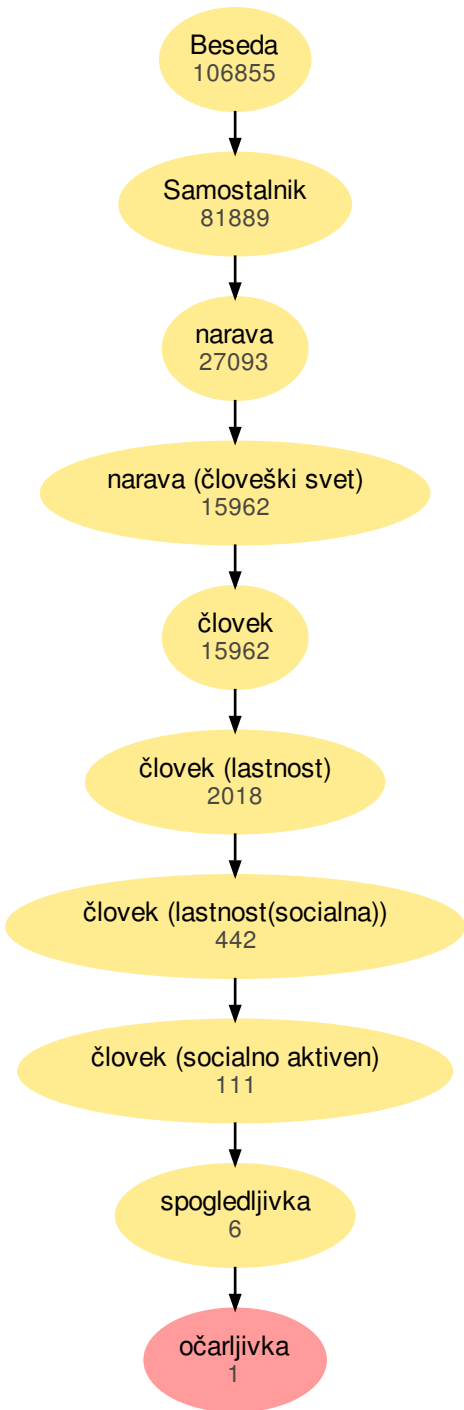 Beseda
106855
Samostalnik
81889
narava
27093
narava (človeški svet)
15962
človek
15962
človek (lastnost)
2018
človek (lastnost(socialna))
442
človek (socialno aktiven)
111
spogledljivka
6
očarljivka
1